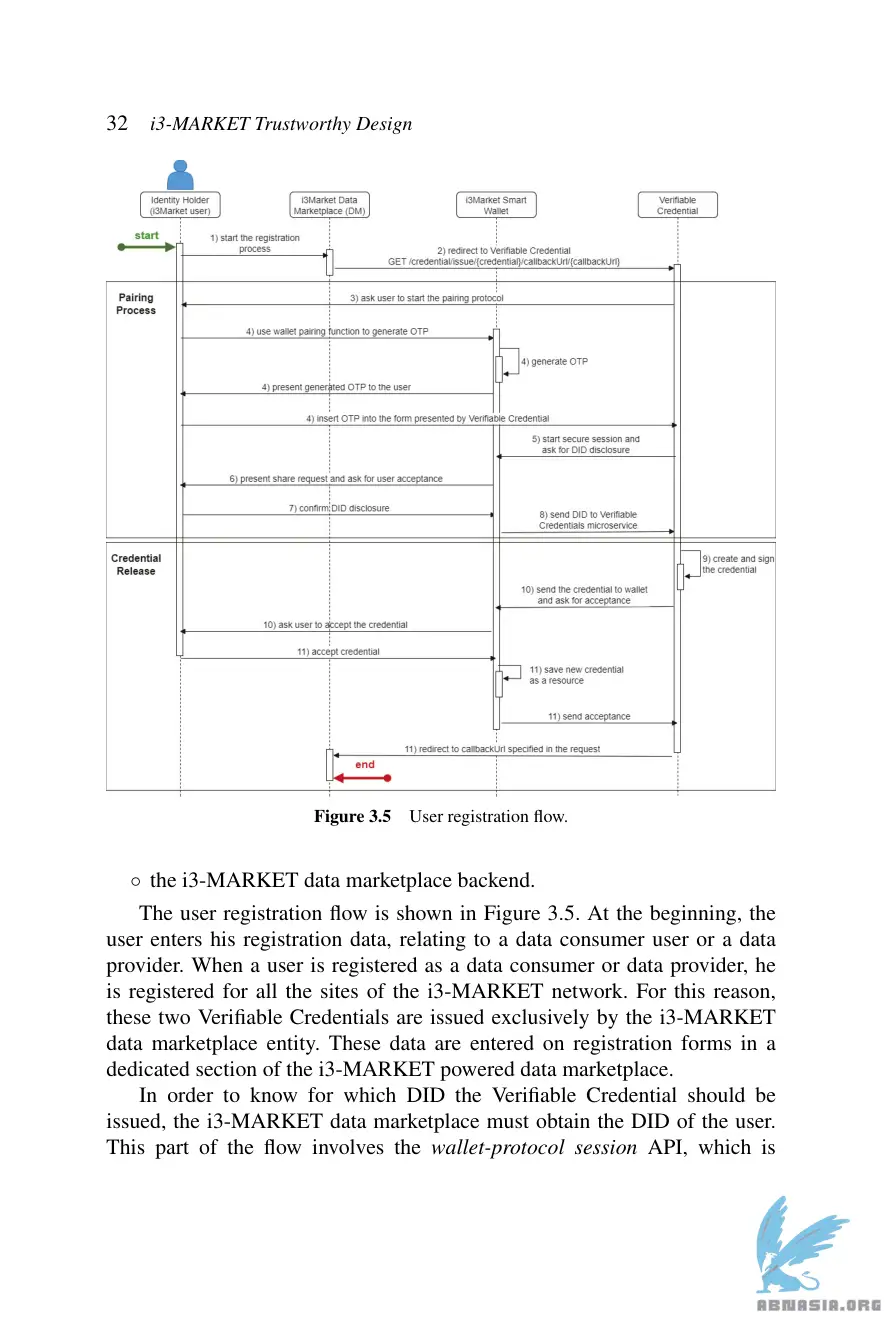 32 i3-MARKET Trustworthy Design
Identity Holder
(i3Market user)
i3Market Data
Marketplace (DM)
i3Market Smart
Wallet
Verifiable
Credential
start
1) start the registration
process
2) redirect to Verifiable Credential
GET /credential/issue/{credential}/callbackUrl/{callbackUrl}
Pairing
Process
3) ask user to start the pairing protocol
4) use wallet pairing function to generate OTP
4) generate OTP
4) present generated OTP to the user
4) insert OTP into the form presented by Verifiable Credential
5) start secure session and
ask for DID disclosure
6) present share request and ask for user acceptance
7) confirm DID disclosure
8) send DID to Verifiable
Credentials microservice
Credential
Release
9) create and sign
the credential
10) send the credential to wallet
and ask for acceptance
10) ask user to accept the credential
11) accept credential
11) save new credential
as a resource
11) send acceptance
11) redirect to callbackUrl specified in the request
end
Figure 3.5 User registration flow.
◦ the i3-MARKET data marketplace backend.
The user registration flow is shown in Figure 3.5. At the beginning, the
user enters his registration data, relating to a data consumer user or a data
provider. When a user is registered as a data consumer or data provider, he
is registered for all the sites of the i3-MARKET network. For this reason,
these two Verifiable Credentials are issued exclusively by the i3-MARKET
data marketplace entity. These data are entered on registration forms in a
dedicated section of the i3-MARKET powered data marketplace.
In order to know for which DID the Verifiable Credential should be
issued, the i3-MARKET data marketplace must obtain the DID of the user.
This part of the flow involves the wallet-protocol session API, which is
ABNASIA.ORG